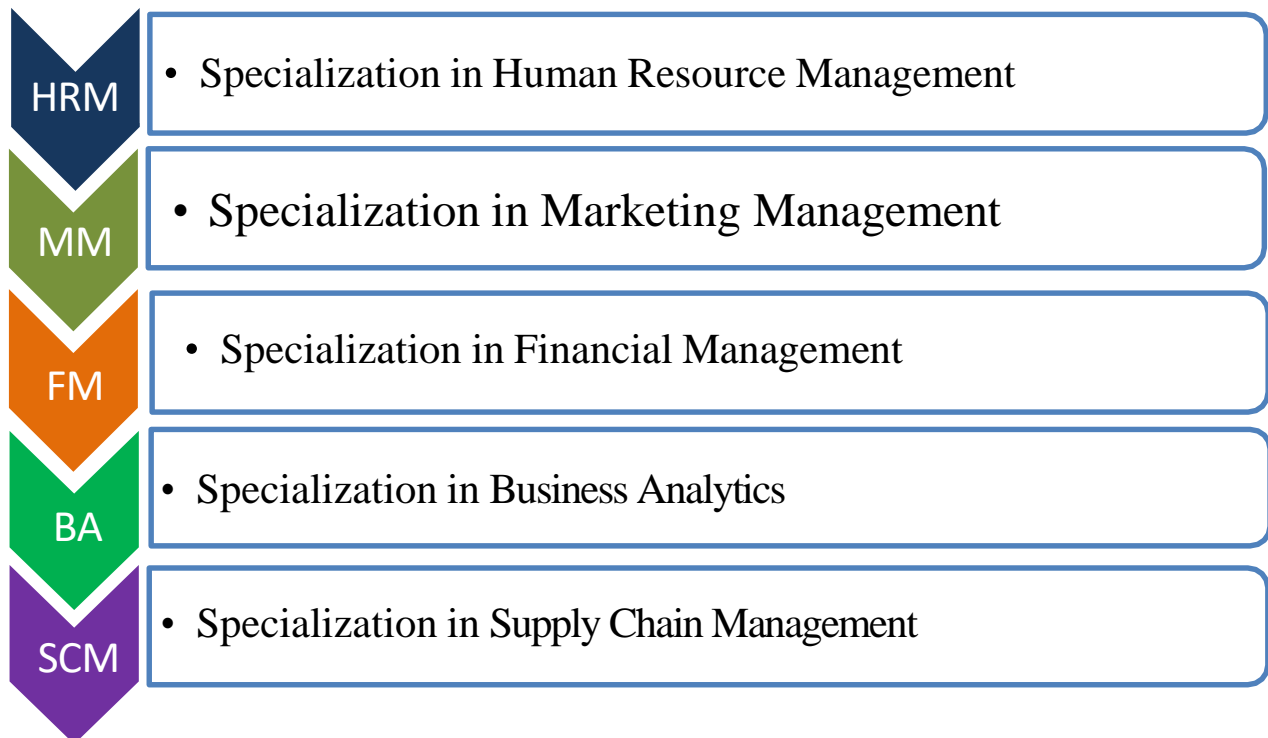 HRM
• Specialization in Human Resource Management
MM
• Specialization in Marketing Management
FM
• Specialization in Financial Management
BA
• Specialization in Business Analytics
SCM
• Specialization in Supply Chain Management